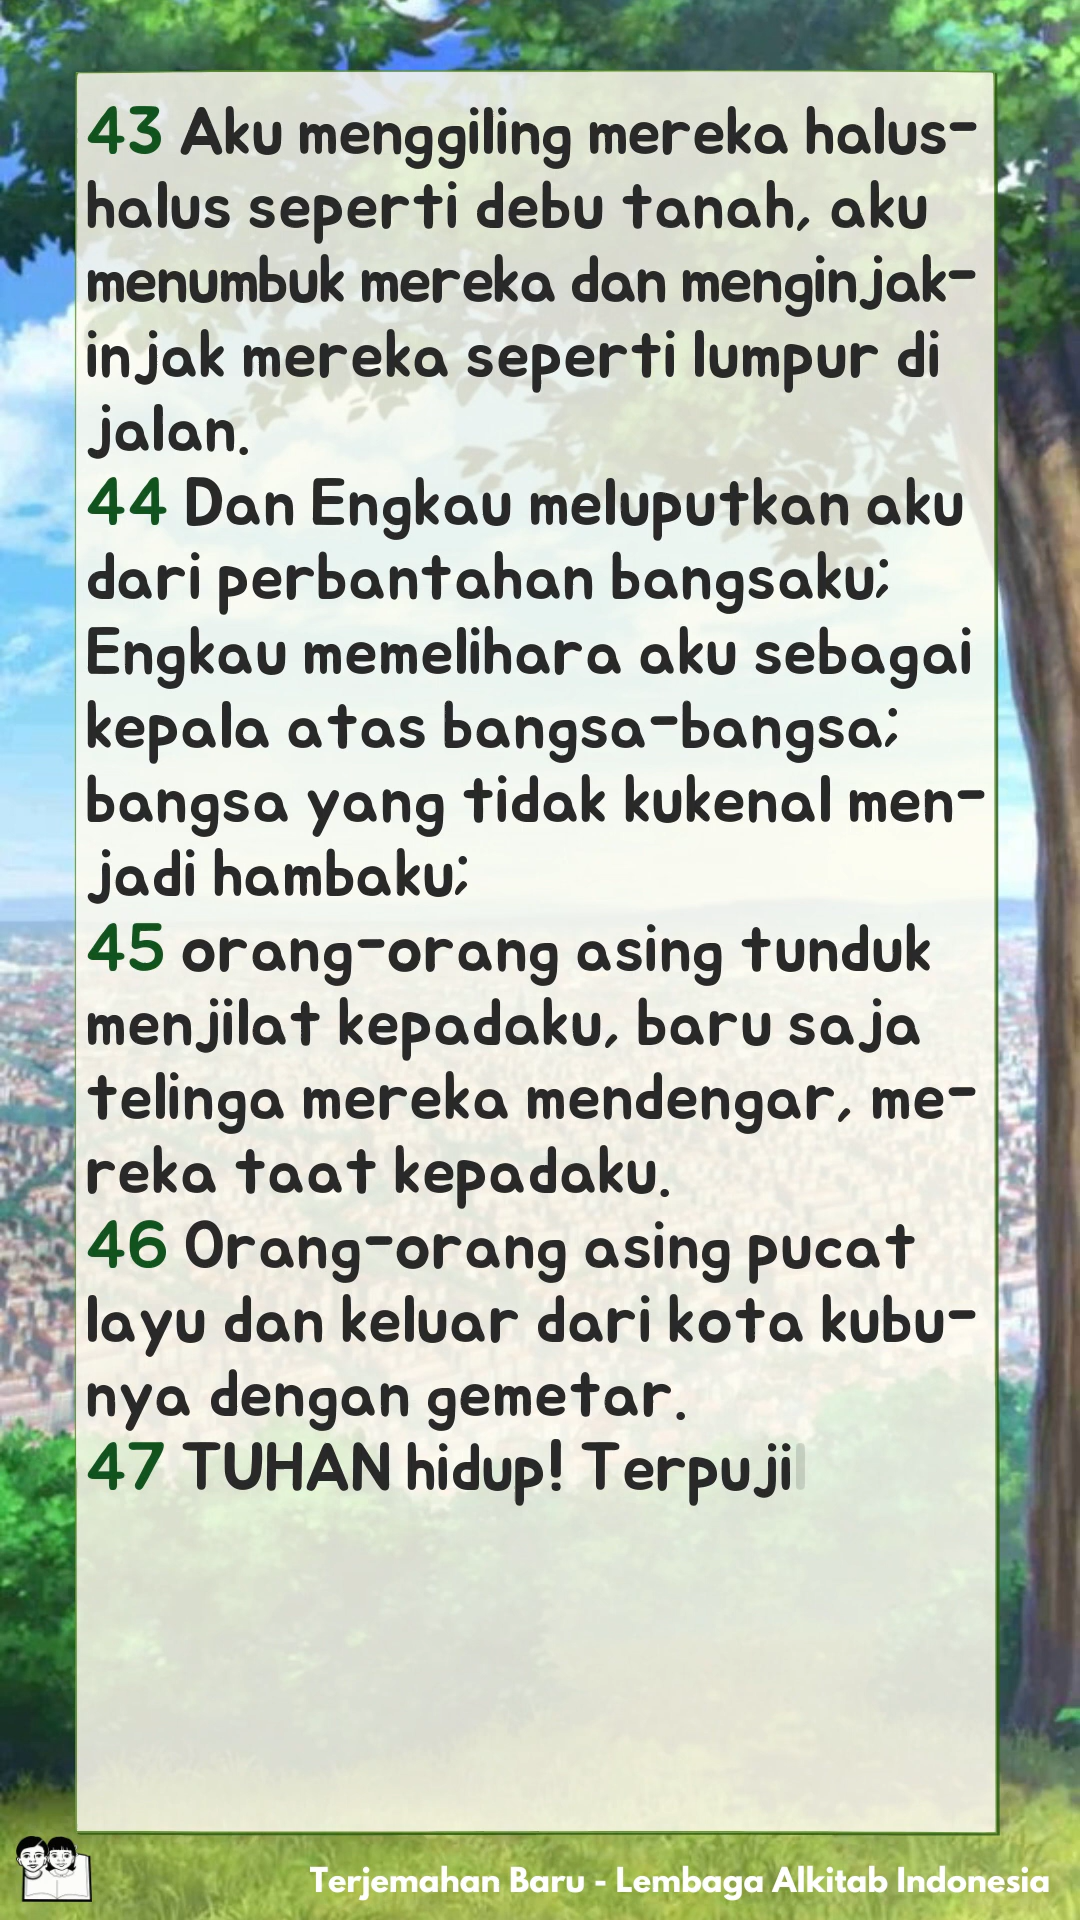 43 Aku menggiling mereka halus-
halus seperti debu tanah, aku
menumbuk mereka dan menginjak-
injak mereka seperti lumpur di
jalan.
44 Dan Engkau meluputkan aku
dari perbantahan bangsaku;
Engkau memelihara aku sebagai
kepala atas bangsa-bangsa;
bangsa yang tidak kukenal men-
jadi hambaku;
45 orang-orang asing tunduk
menjilat kepadaku, baru saja
telinga mereka mendengar, me-
reka taat kepadaku.
46 Orang-orang asing pucat
layu dan keluar dari kota kubu-
nya dengan gemetar.
47 TUHAN hidup! Terpuji
Terjemahan Baru - Lembaga Alkitab Indonesia